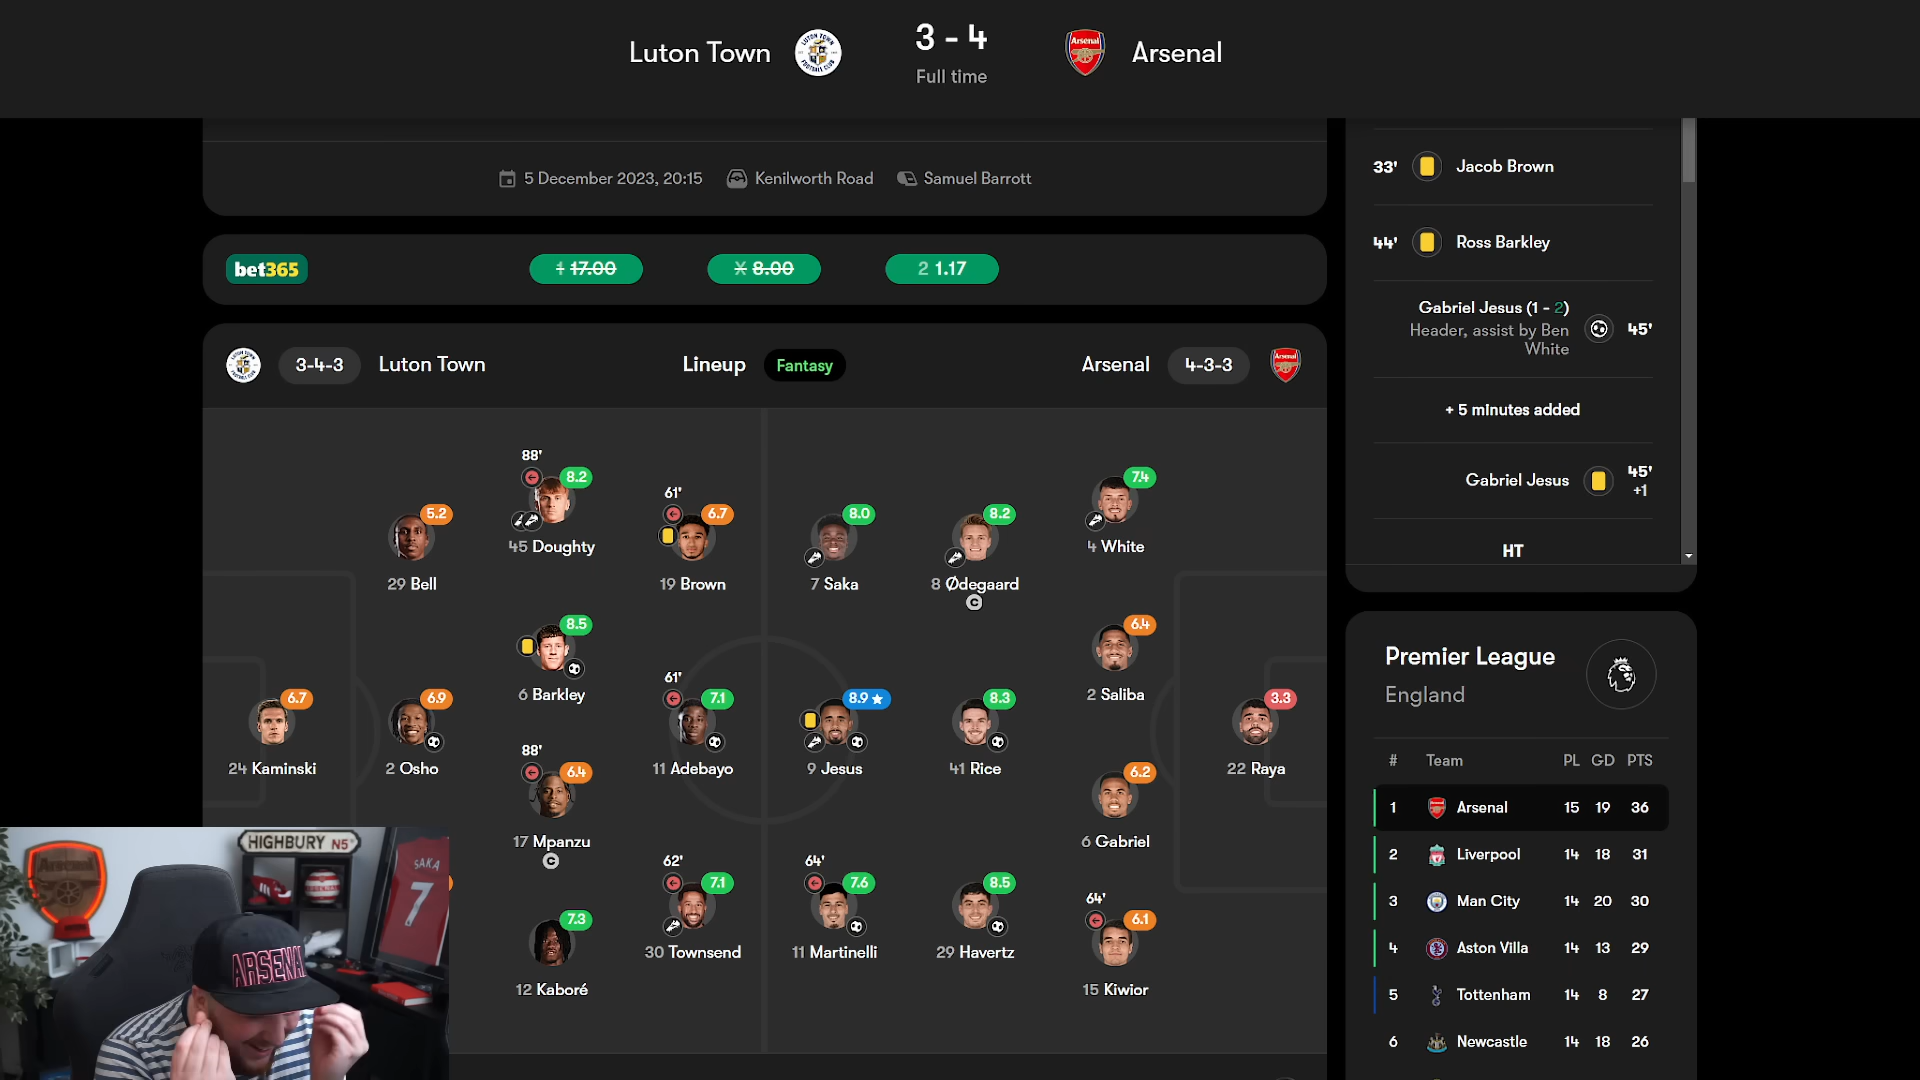 Luton Town
3 - 4
Full time
Arsenal
5 December 2023, 20:15
Kenilworth Road
Samuel Barrott
bet365
1 17.00
X 8.00
2 1.17
3-4-3
Luton Town
Lineup
Fantasy
Arsenal
4-3-3
6.7
24 Kaminski
5.2
29 Bell
6.9
2 Osho
88'
8.2
45 Doughty
8.5
6 Barkley
88'
6.4
17 Mpanzu
C
7.3
12 Kaboré
61'
6.7
19 Brown
61'
7.1
11 Adebayo
62'
7.1
30 Townsend
8.0
7 Saka
8.9
9 Jesus
64'
7.6
11 Martinelli
8.2
8 Ødegaard
C
8.3
41 Rice
8.5
29 Havertz
7.4
4 White
6.4
2 Saliba
6.2
6 Gabriel
64'
6.1
15 Kiwior
3.3
22 Raya
33'
Jacob Brown
44'
Ross Barkley
Gabriel Jesus (1 - 2)
Header, assist by Ben
White
45'
+ 5 minutes added
Gabriel Jesus
45'
+1
HT
Premier League
England
# Team PL GD PTS
1 Arsenal 15 19 36
2 Liverpool 14 18 31
3 Man City 14 20 30
4 Aston Villa 14 13 29
5 Tottenham 14 8 27
6 Newcastle 14 18 26
HIGHBURY N5
Arsenal
SAKA
7
ARSENAL